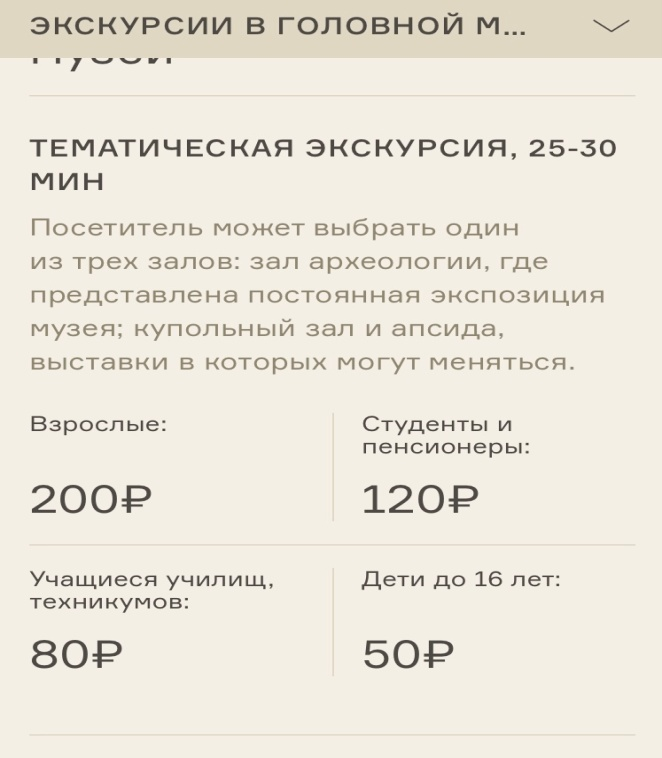 ЭКСКУРСИИ В ГОЛОВНОЙ М...
ТЕМАТИЧЕСКАЯ ЭКСКУРСИЯ, 25-30
МИН
Посетитель может выбрать один
из трех залов: зал археологии, где
представлена постоянная экспозиция
музея; купольный зал и апсида,
выставки в которых могут меняться.
Взрослые:
200₽
Студенты и
пенсионеры:
120₽
Учащиеся училищ,
техникумов:
80₽
Дети до 16 лет:
50₽